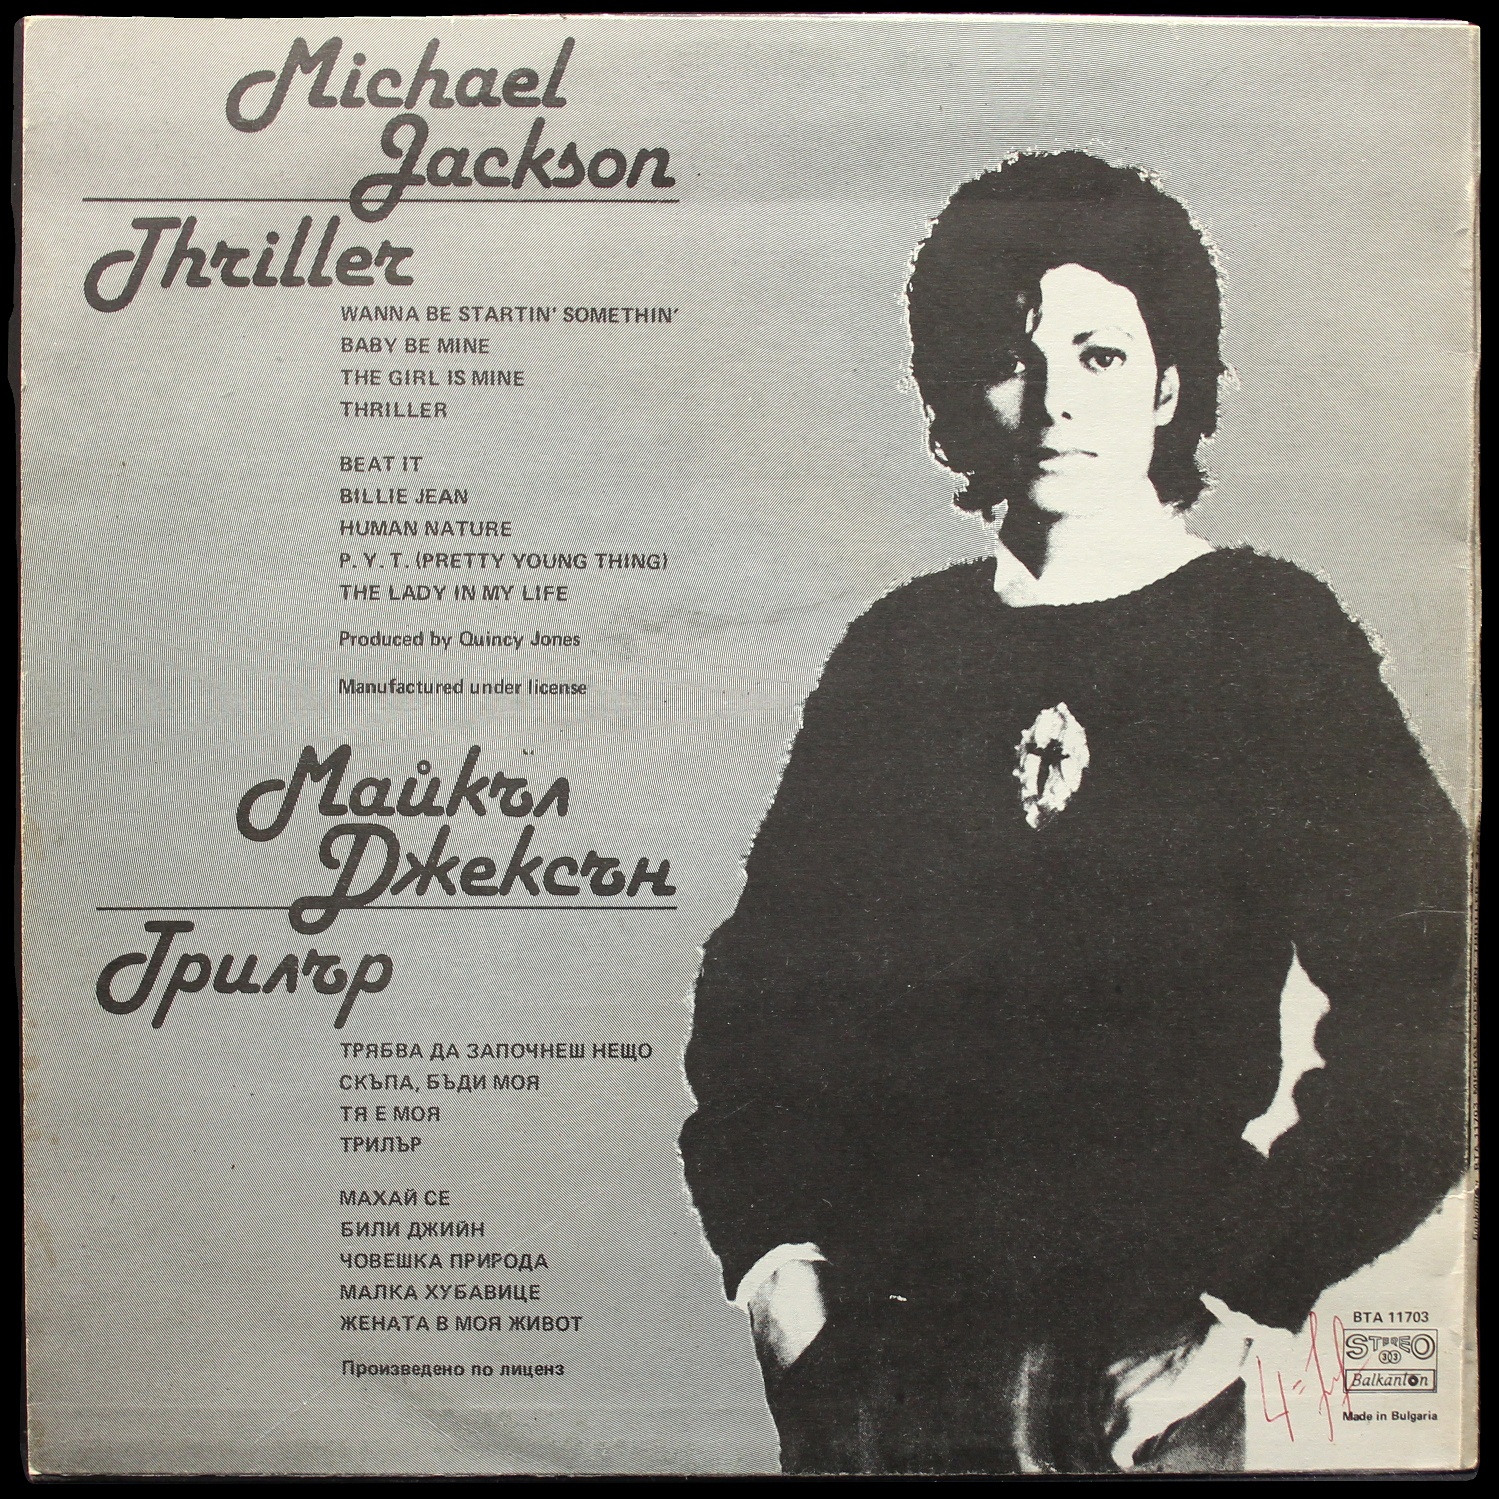 Michael
Jackson
Thriller
WANNA BE STARTIN' SOMETHIN'
BABY BE MINE
THE GIRL IS MINE
THRILLER
BEAT IT
BILLIE JEAN
HUMAN NATURE
P. Y. T. (PRETTY YOUNG THING)
THE LADY IN MY LIFE
Produced by Quincy Jones
Manufactured under license
Майкъл
Джексън
Трилър
ТРЯБВА ДА ЗАПОЧНЕШ НЕЩО
СКЪПА, БЪДИ МОЯ
ТЯ Е МОЯ
ТРИЛЪР
МАХАЙ СЕ
БИЛИ ДЖИЙН
ЧОВЕШКА ПРИРОДА
МАЛКА ХУБАВИЦЕ
ЖЕНАТА В МОЯ ЖИВОТ
Произведено по лиценз
ВТА 11703
STEREO
33
Balkanton
Made in Bulgaria